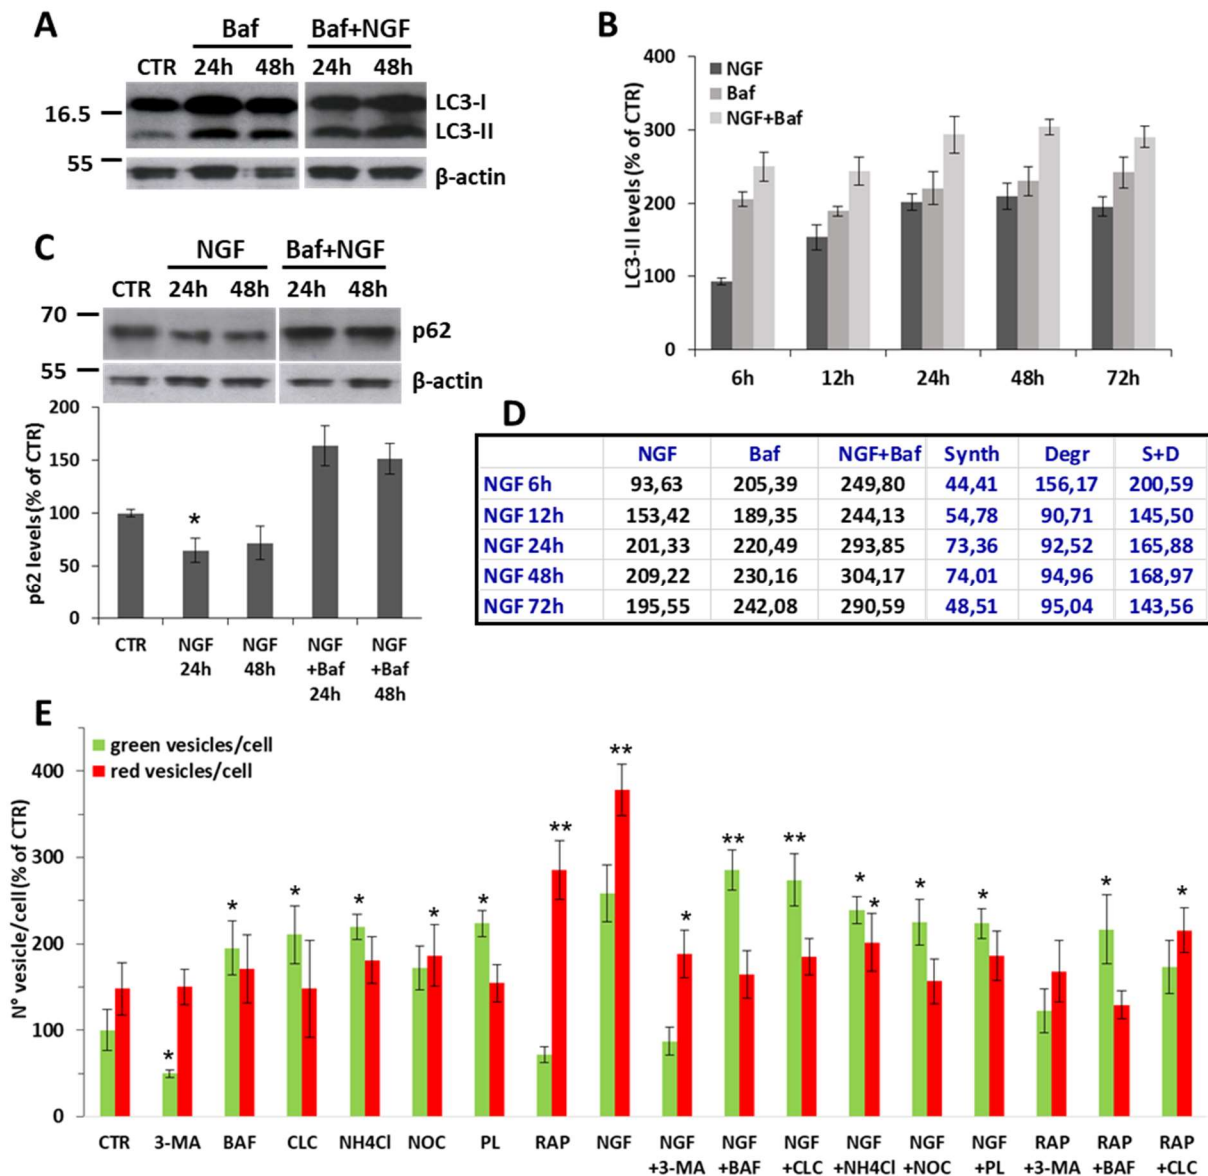 A
Baf
Baf+NGF
CTR 24h 48h 24h 48h
16.5
LC3-I
LC3-II
55
β-actin
B
LC3-II levels (% of CTR)
400
300
200
100
0
NGF
Baf
NGF+Baf
6h 12h 24h 48h 72h
C
NGF
Baf+NGF
CTR 24h 48h 24h 48h
70
p62
55
β-actin
p62 levels (% of CTR)
200
150
100
50
0
*
CTR NGF NGF NGF NGF
24h 48h +Baf +Baf
24h 48h
D
NGF Baf NGF+Baf Synth Degr S+D
NGF 6h 93,63 205,39 249,80 44,41 156,17 200,59
NGF 12h 153,42 189,35 244,13 54,78 90,71 145,50
NGF 24h 201,33 220,49 293,85 73,36 92,52 165,88
NGF 48h 209,22 230,16 304,17 74,01 94,96 168,97
NGF 72h 195,55 242,08 290,59 48,51 95,04 143,56
E
N° vesicle/cell (% of CTR)
green vesicles/cell
red vesicles/cell
400
300
200
100
0
* * * * * * ** ** * ** ** * * * * * *
CTR 3-MA BAF CLC NH4Cl NOC PL RAP NGF NGF NGF NGF NGF NGF NGF RAP RAP RAP
+3-MA +BAF +CLC +NH4Cl +NOC +PL +3-MA +BAF +CLC